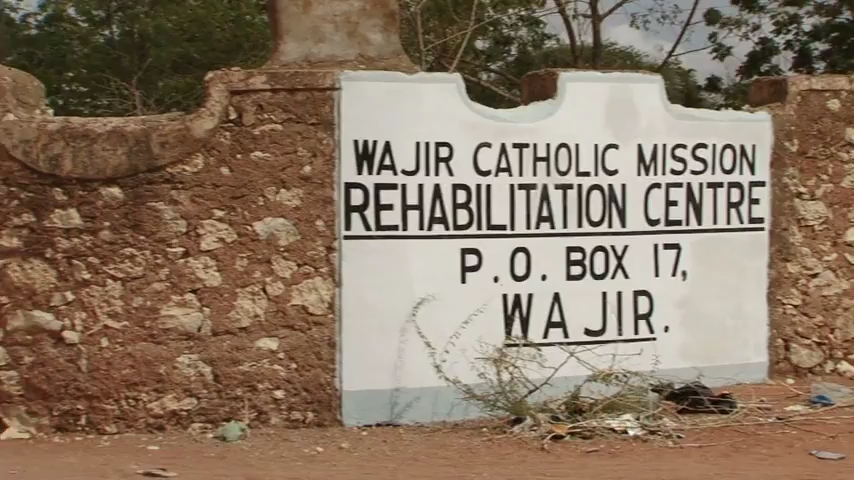 WAJIR CATHOLIC MISSION
REHABILITATION CENTRE
P.O. BOX 17,
WAJIR.